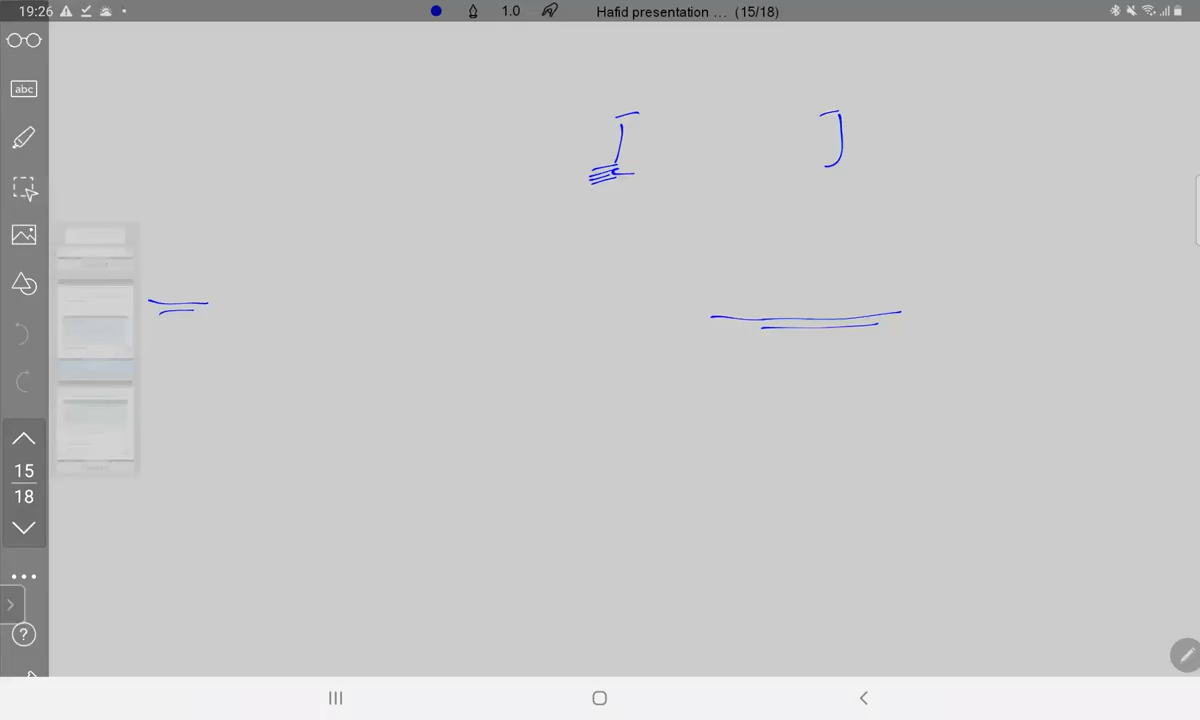 19:26 1.0 Hafid presentation ... (15/18)
abc
[ ]
15
18
?